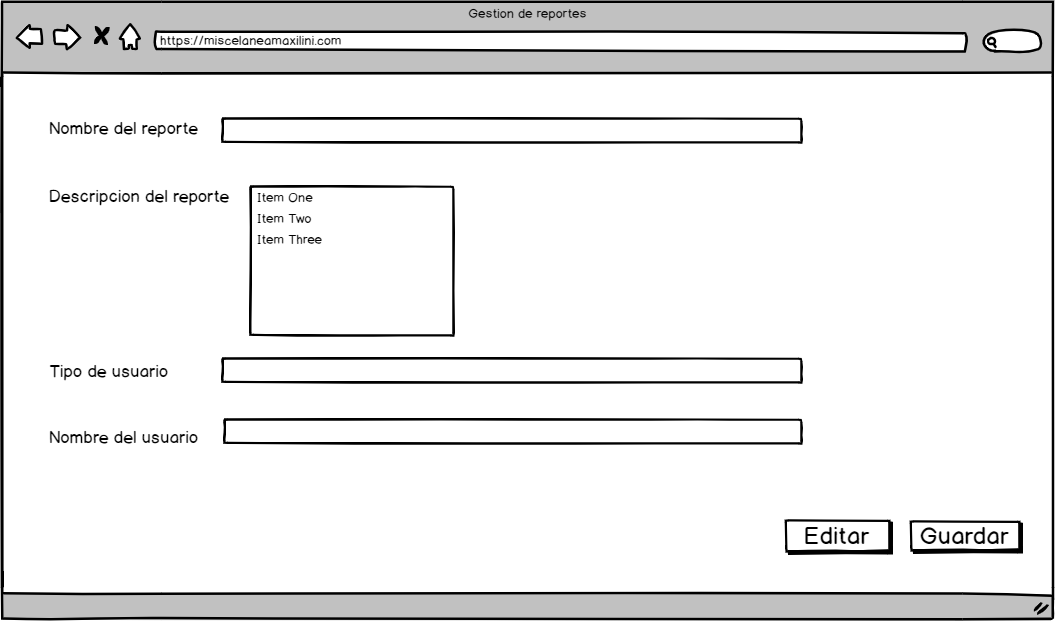 Gestion de reportes
https://miscelaneamaxilini.com
Nombre del reporte
Descripcion del reporte
Item One
Item Two
Item Three
Tipo de usuario
Nombre del usuario
Editar
Guardar